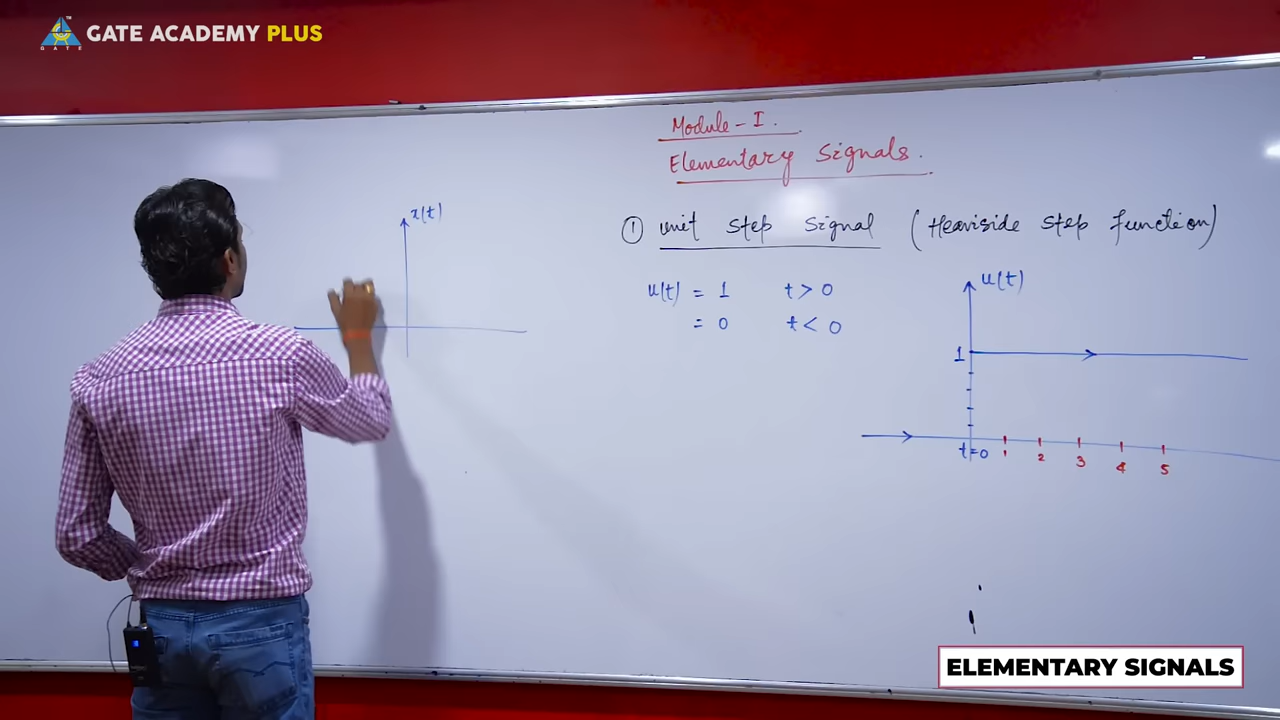 GATE ACADEMY PLUS
GATE
Module - I.
Elementary Signals.
x(t)
① unit step signal (Heaviside step function)
u(t) = 1 t > 0
= 0 t < 0
u(t)
1
t=0 1 2 3 4 5
ELEMENTARY SIGNALS